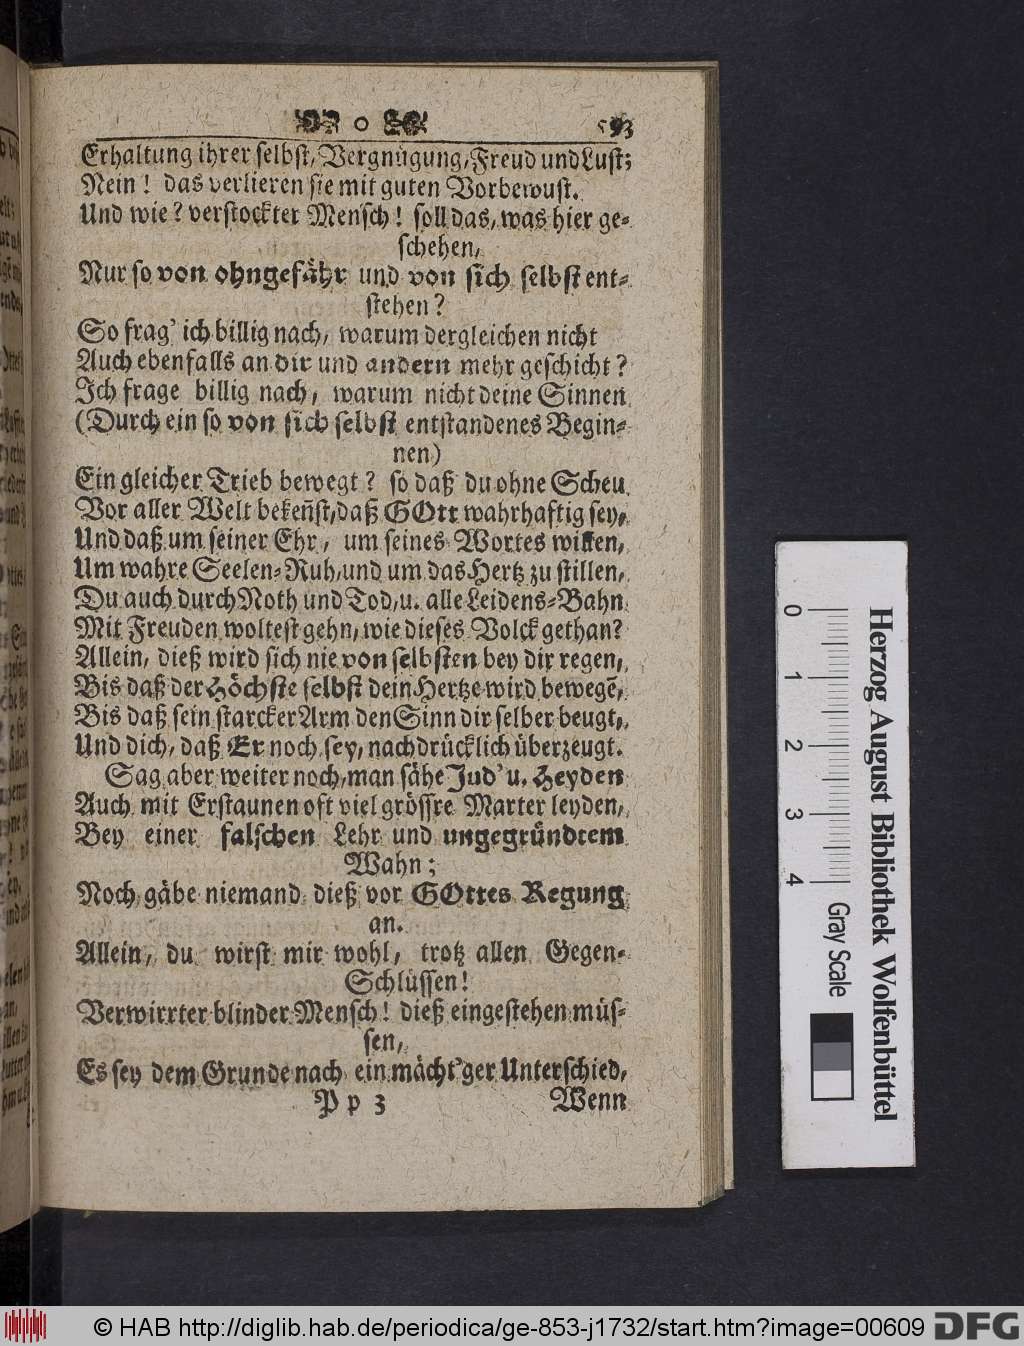 o 593
Erhaltung ihrer selbst, Vergnügung, Freud und Lust;
Nein! das verlieren sie mit guten Vorbewust.
Und wie? verstockter Mensch! soll das, was hier ge-
schehen,
Nur so von ohngefähr und von sich selbst ent-
stehen?
So frag' ich billig nach, warum dergleichen nicht
Auch ebenfalls an dir und andern mehr geschicht?
Ich frage billig nach, warum nicht deine Sinnen
(Durch ein so von sich selbst entstandenes Begin-
nen)
Ein gleicher Trieb bewegt? so daß du ohne Scheu
Vor aller Welt bekeñst, daß GOtt wahrhaftig sey,
Und daß um seiner Ehr, um seines Wortes willen,
Um wahre Seelen-Ruh, und um das Hertz zu stillen,
Du auch durch Noth und Tod, u. alle Leidens-Bahn
Mit Freuden woltest gehn, wie dieses Volck gethan?
Allein, dieß wird sich nie von selbsten bey dir regen,
Bis daß der Höchste selbst dein Hertze wird bewegẽ,
Bis daß sein starcker Arm den Sinn dir selber beugt,
Und dich, daß Er noch sey, nachdrücklich überzeugt.
Sag aber weiter noch, man sähe Jud' u. Heyden
Auch mit Erstaunen oft viel grössre Marter leyden,
Bey einer falschen Lehr und ungegründtem
Wahn;
Noch gäbe niemand dieß vor GOttes Regung
an.
Allein, du wirst mir wohl, trotz allen Gegen-
Schlüssen!
Verwirrter blinder Mensch! dieß eingestehen müs-
sen,
Es sey dem Grunde nach ein mächt'ger Unterschied,
P p 3 Wenn
0 1 2 3 4
Herzog August Bibliothek Wolfenbüttel
Gray Scale
© HAB http://diglib.hab.de/periodica/ge-853-j1732/start.htm?image=00609
DFG